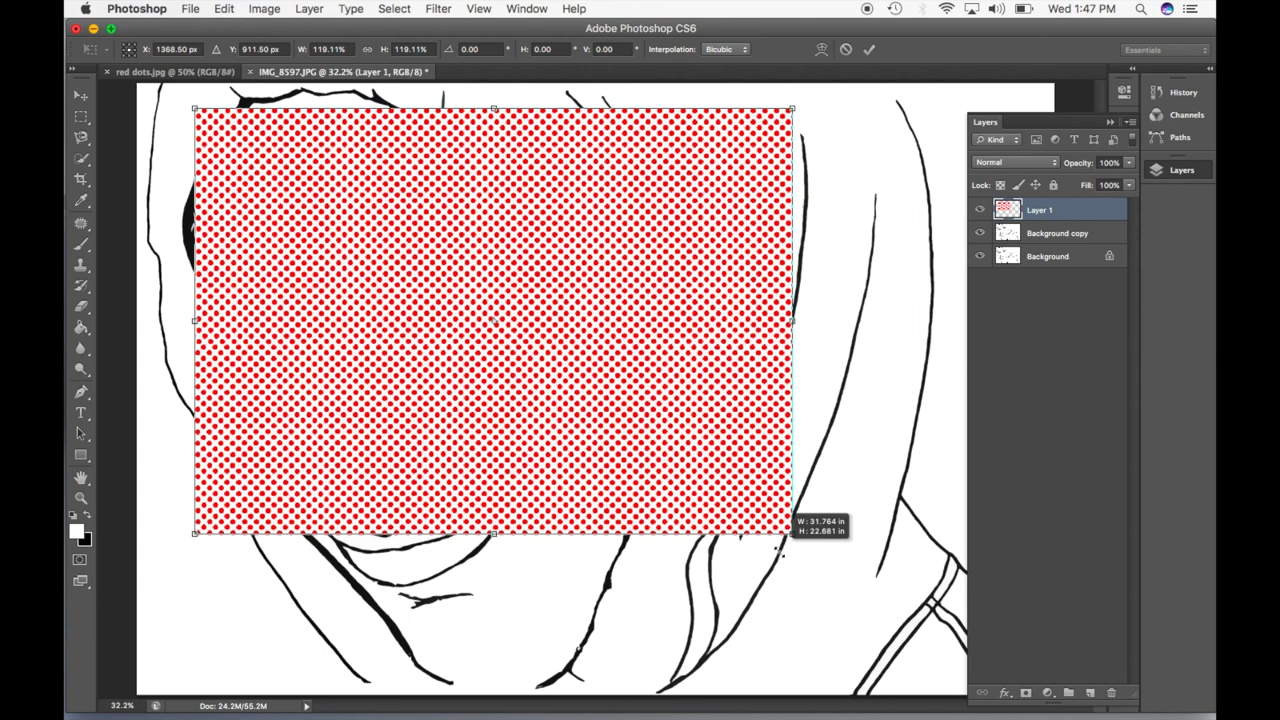 Photoshop File Edit Image Layer Type Select Filter View Window Help Wed 1:47 PM
Adobe Photoshop CS6
X: 1368.50 px Y: 911.50 px W: 119.11% H: 119.11% 0.00 ° H: 0.00 ° V: 0.00 ° Interpolation: Bicubic Essentials
× red dots.jpg @ 50% (RGB/8#) × IMG_8597.JPG @ 32.2% (Layer 1, RGB/8) *
History
Channels
Paths
Layers
Layers
Kind
Normal Opacity: 100%
Lock: Fill: 100%
Layer 1
Background copy
Background
W: 31.764 in
H: 22.681 in
T
fx
32.2% Doc: 24.2M/55.2M